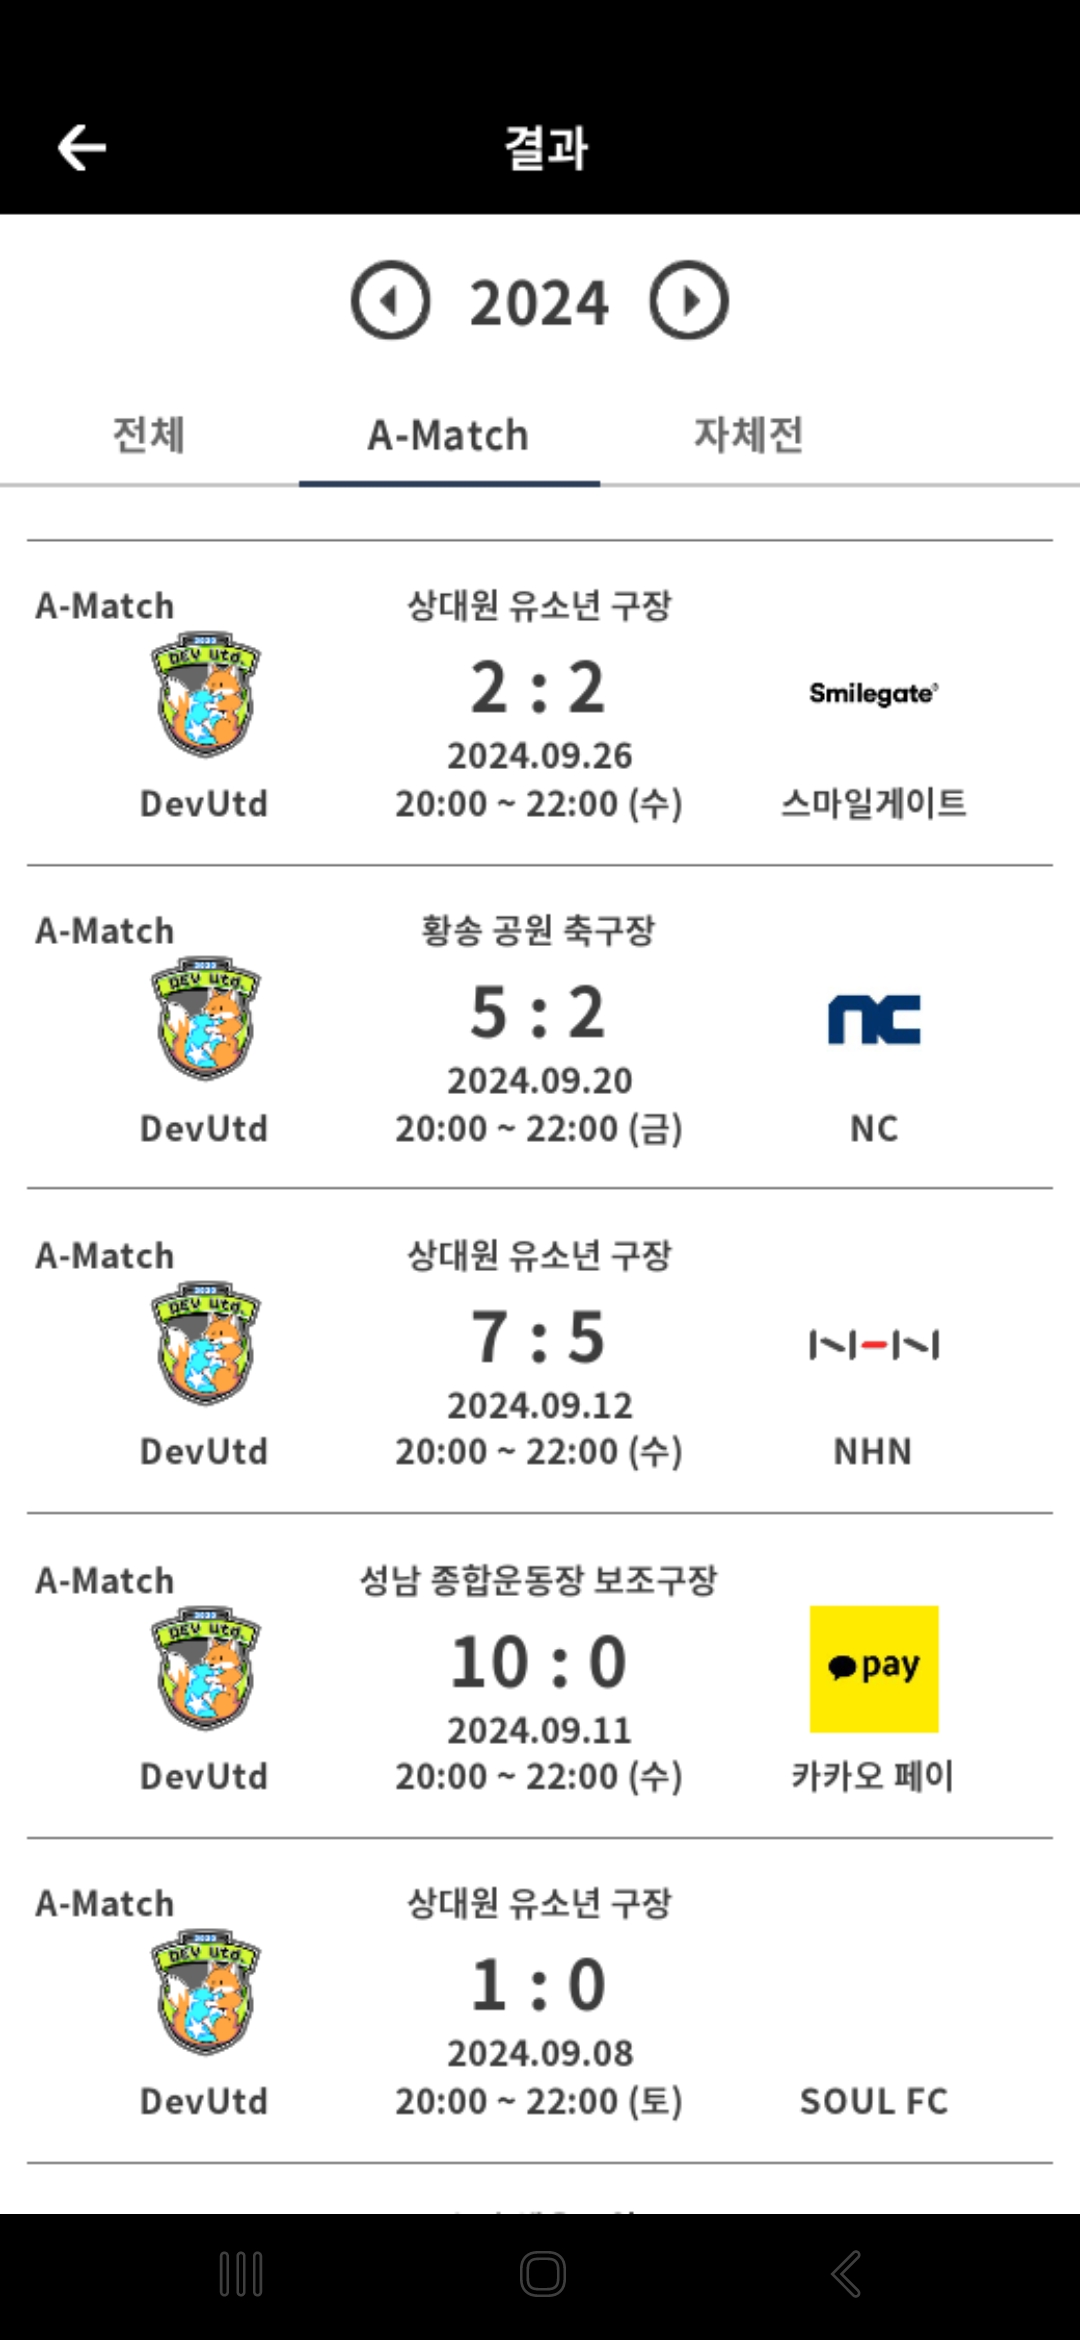 결과
2024
전체 A-Match 자체전
A-Match 상대원 유소년 구장
2023
DEV Utd.
2 : 2
Smilegate
2024.09.26
DevUtd 20:00 ~ 22:00 (수) 스마일게이트
A-Match 황송 공원 축구장
2023
DEV Utd.
5 : 2
nc
2024.09.20
DevUtd 20:00 ~ 22:00 (금) NC
A-Match 상대원 유소년 구장
2023
DEV Utd.
7 : 5
NHN
2024.09.12
DevUtd 20:00 ~ 22:00 (수) NHN
A-Match 성남 종합운동장 보조구장
2023
DEV Utd.
10 : 0
pay
2024.09.11
DevUtd 20:00 ~ 22:00 (수) 카카오 페이
A-Match 상대원 유소년 구장
2023
DEV Utd.
1 : 0
2024.09.08
DevUtd 20:00 ~ 22:00 (토) SOUL FC